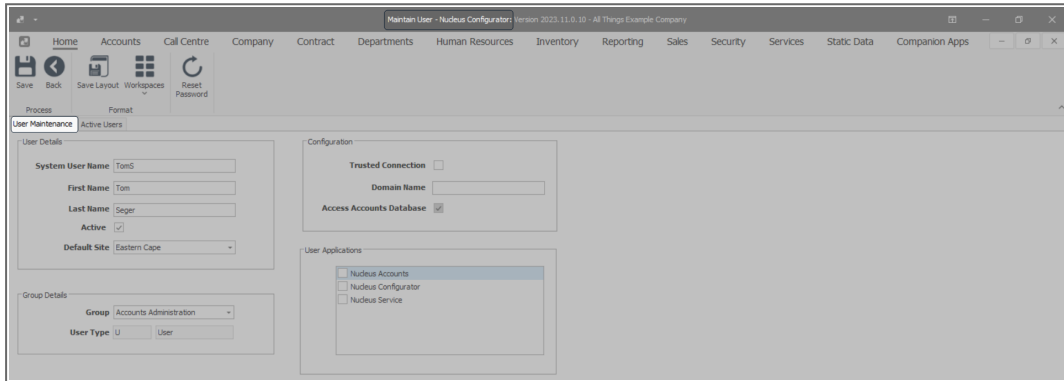 Maintain User - Nucleus Configurator: Version 2023.11.0.10 - All Things Example Company
Home Accounts Call Centre Company Contract Departments Human Resources Inventory Reporting Sales Security Services Static Data Companion Apps
Save Back Save Layout Workspaces Reset Password
Process Format
User Maintenance Active Users
User Details
System User Name TomS
First Name Tom
Last Name Seger
Active
Default Site Eastern Cape
Group Details
Group Accounts Administration
User Type U User
Configuration
Trusted Connection
Domain Name
Access Accounts Database
User Applications
Nucleus Accounts
Nucleus Configurator
Nucleus Service